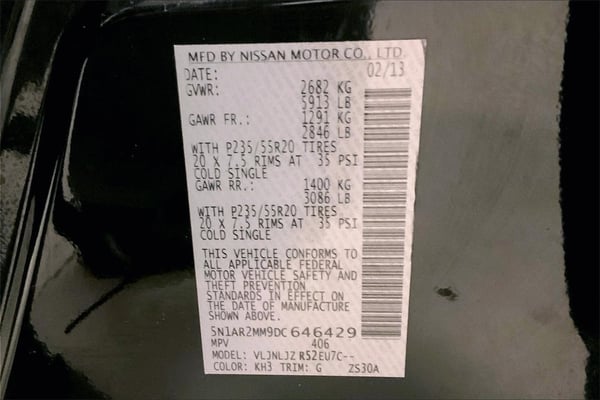 MFD BY NISSAN MOTOR CO., LTD.
DATE: 02/13
GVWR: 2682 KG
5913 LB
GAWR FR.: 1291 KG
2846 LB
WITH P235/55R20 TIRES
20 X 7.5 RIMS AT 35 PSI
COLD SINGLE
GAWR RR.: 1400 KG
3086 LB
WITH P235/55R20 TIRES
20 X 7.5 RIMS AT 35 PSI
COLD SINGLE
THIS VEHICLE CONFORMS TO
ALL APPLICABLE FEDERAL
MOTOR VEHICLE SAFETY AND
THEFT PREVENTION
STANDARDS IN EFFECT ON
THE DATE OF MANUFACTURE
SHOWN ABOVE.
5N1AR2MM9DC646429
MPV 406
MODEL: VLJNLJZ R52EU7C--
COLOR: KH3 TRIM: G ZS30A